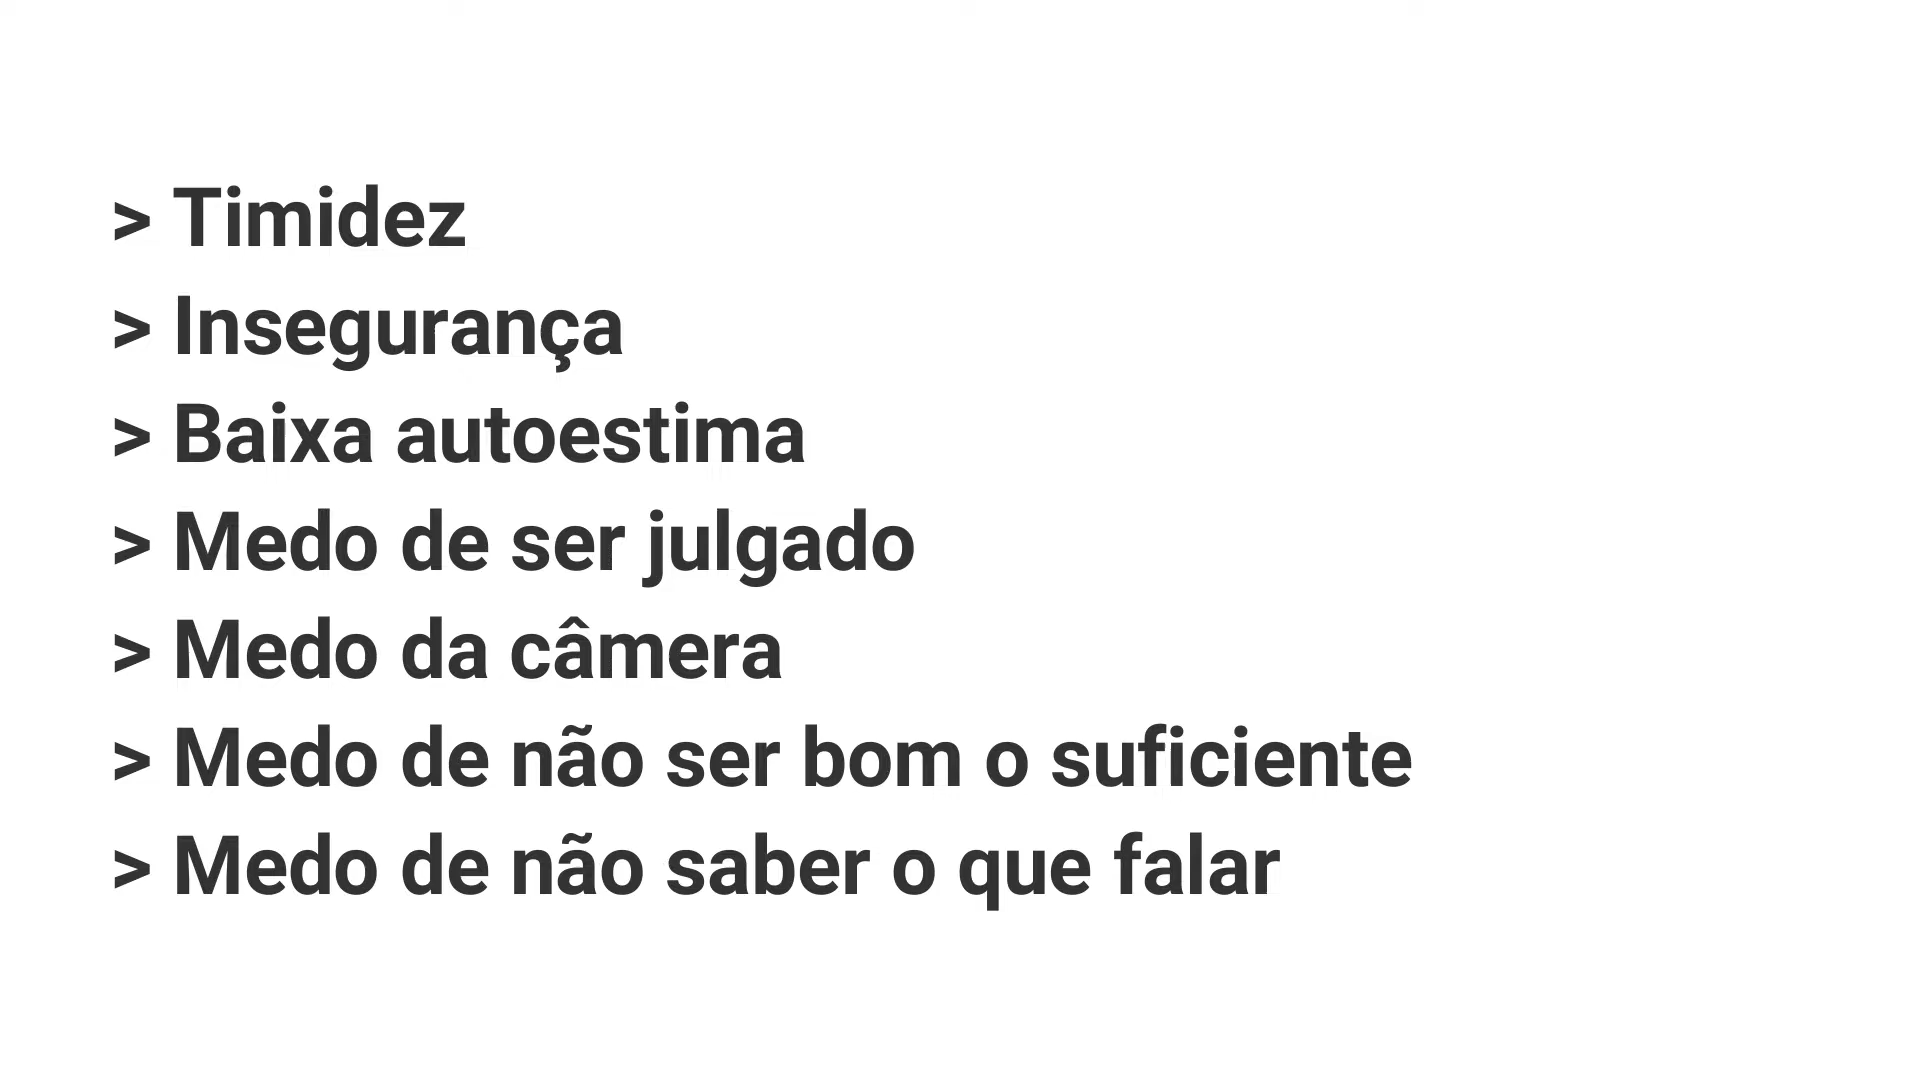 > Timidez
> Insegurança
> Baixa autoestima
> Medo de ser julgado
> Medo da câmera
> Medo de não ser bom o suficiente
> Medo de não saber o que falar